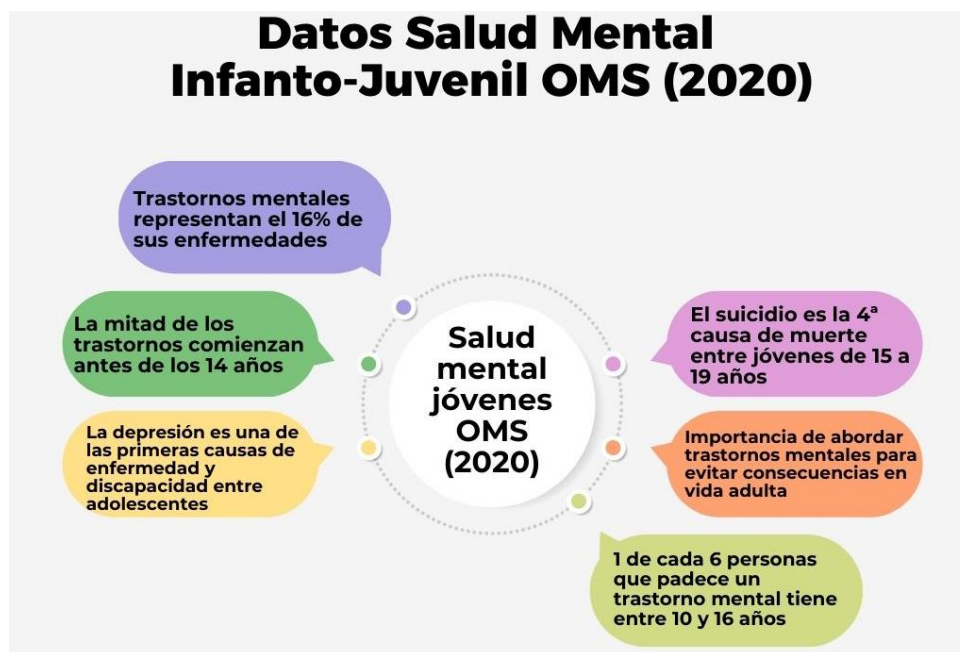 Datos Salud Mental
Infanto-Juvenil OMS (2020)
Trastornos mentales
representan el 16% de
sus enfermedades
La mitad de los
trastornos comienzan
antes de los 14 años
La depresión es una de
las primeras causas de
enfermedad y
discapacidad entre
adolescentes
Salud
mental
jóvenes
OMS
(2020)
El suicidio es la 4ª
causa de muerte
entre jóvenes de 15 a
19 años
Importancia de abordar
trastornos mentales para
evitar consecuencias en
vida adulta
1 de cada 6 personas
que padece un
trastorno mental tiene
entre 10 y 16 años